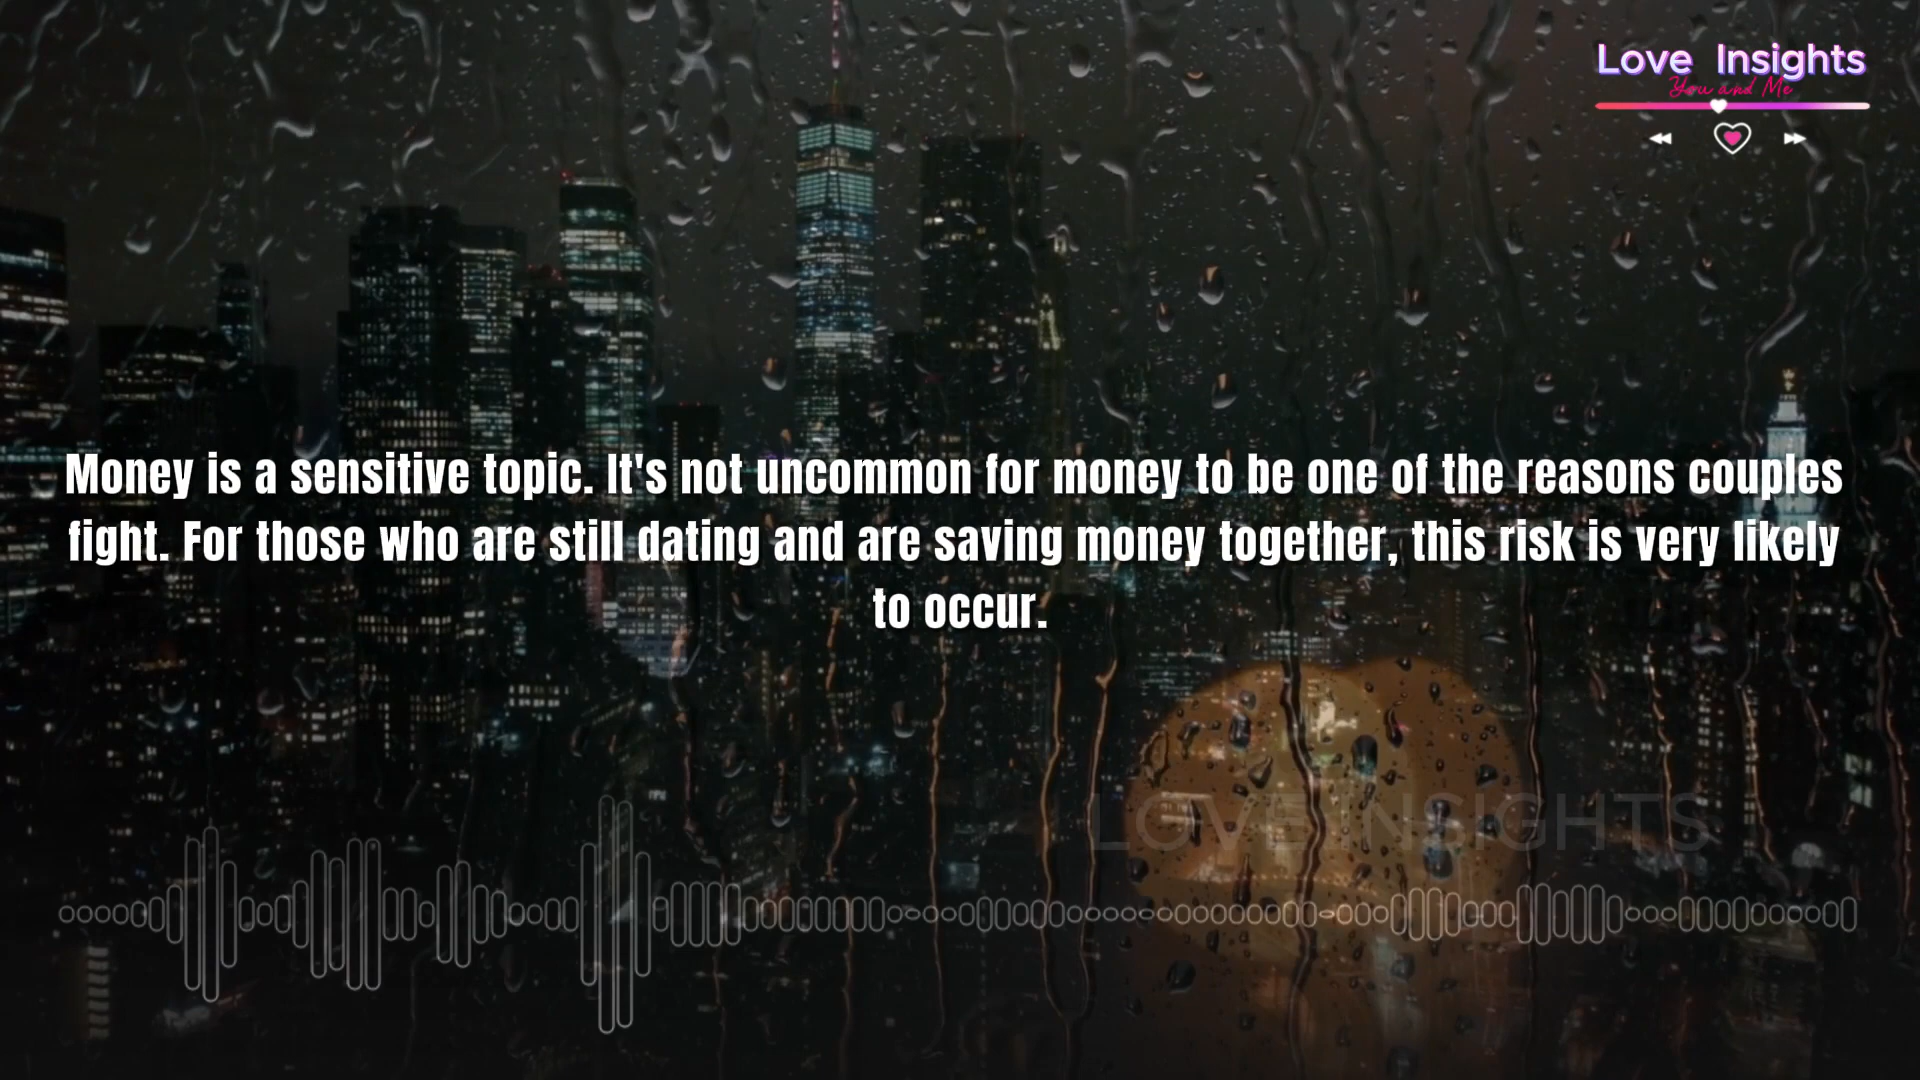 Love Insights
You and Me
Money is a sensitive topic. It's not uncommon for money to be one of the reasons couples
fight. For those who are still dating and are saving money together, this risk is very likely
to occur.
LOVE INSIGHTS